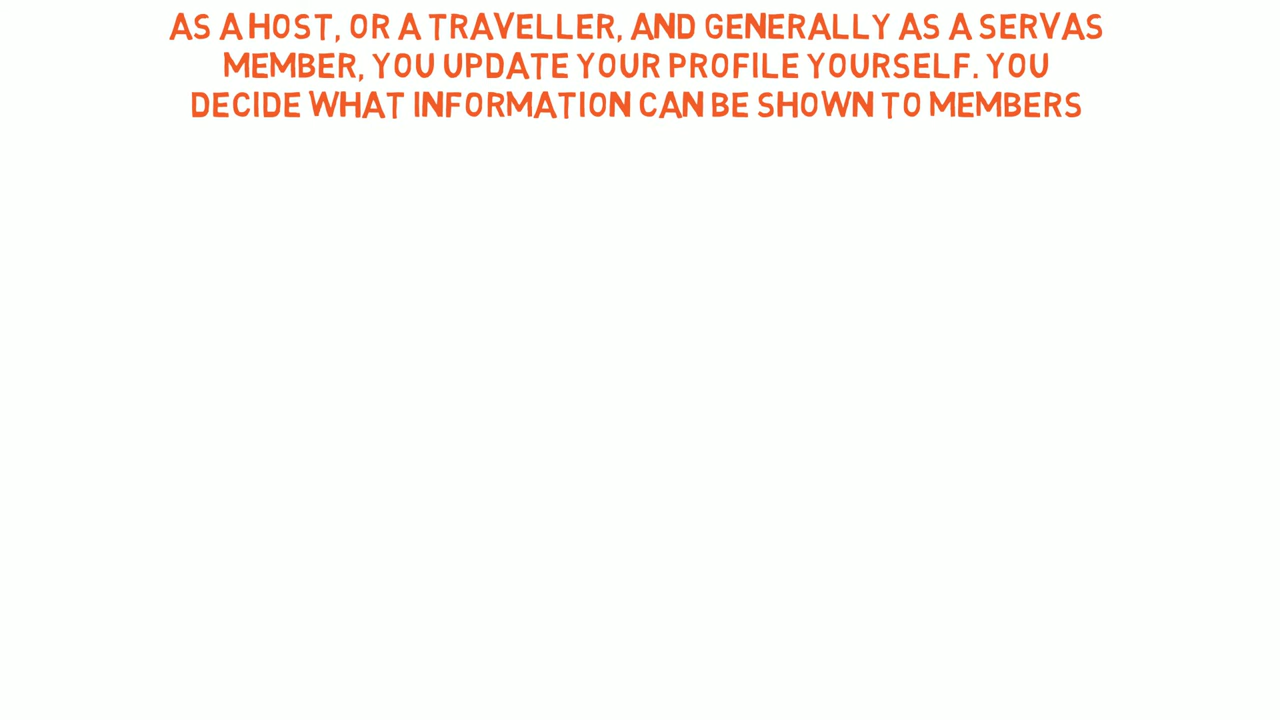 AS A HOST, OR A TRAVELLER, AND GENERALLY AS A SERVAS
MEMBER, YOU UPDATE YOUR PROFILE YOURSELF. YOU
DECIDE WHAT INFORMATION CAN BE SHOWN TO MEMBERS